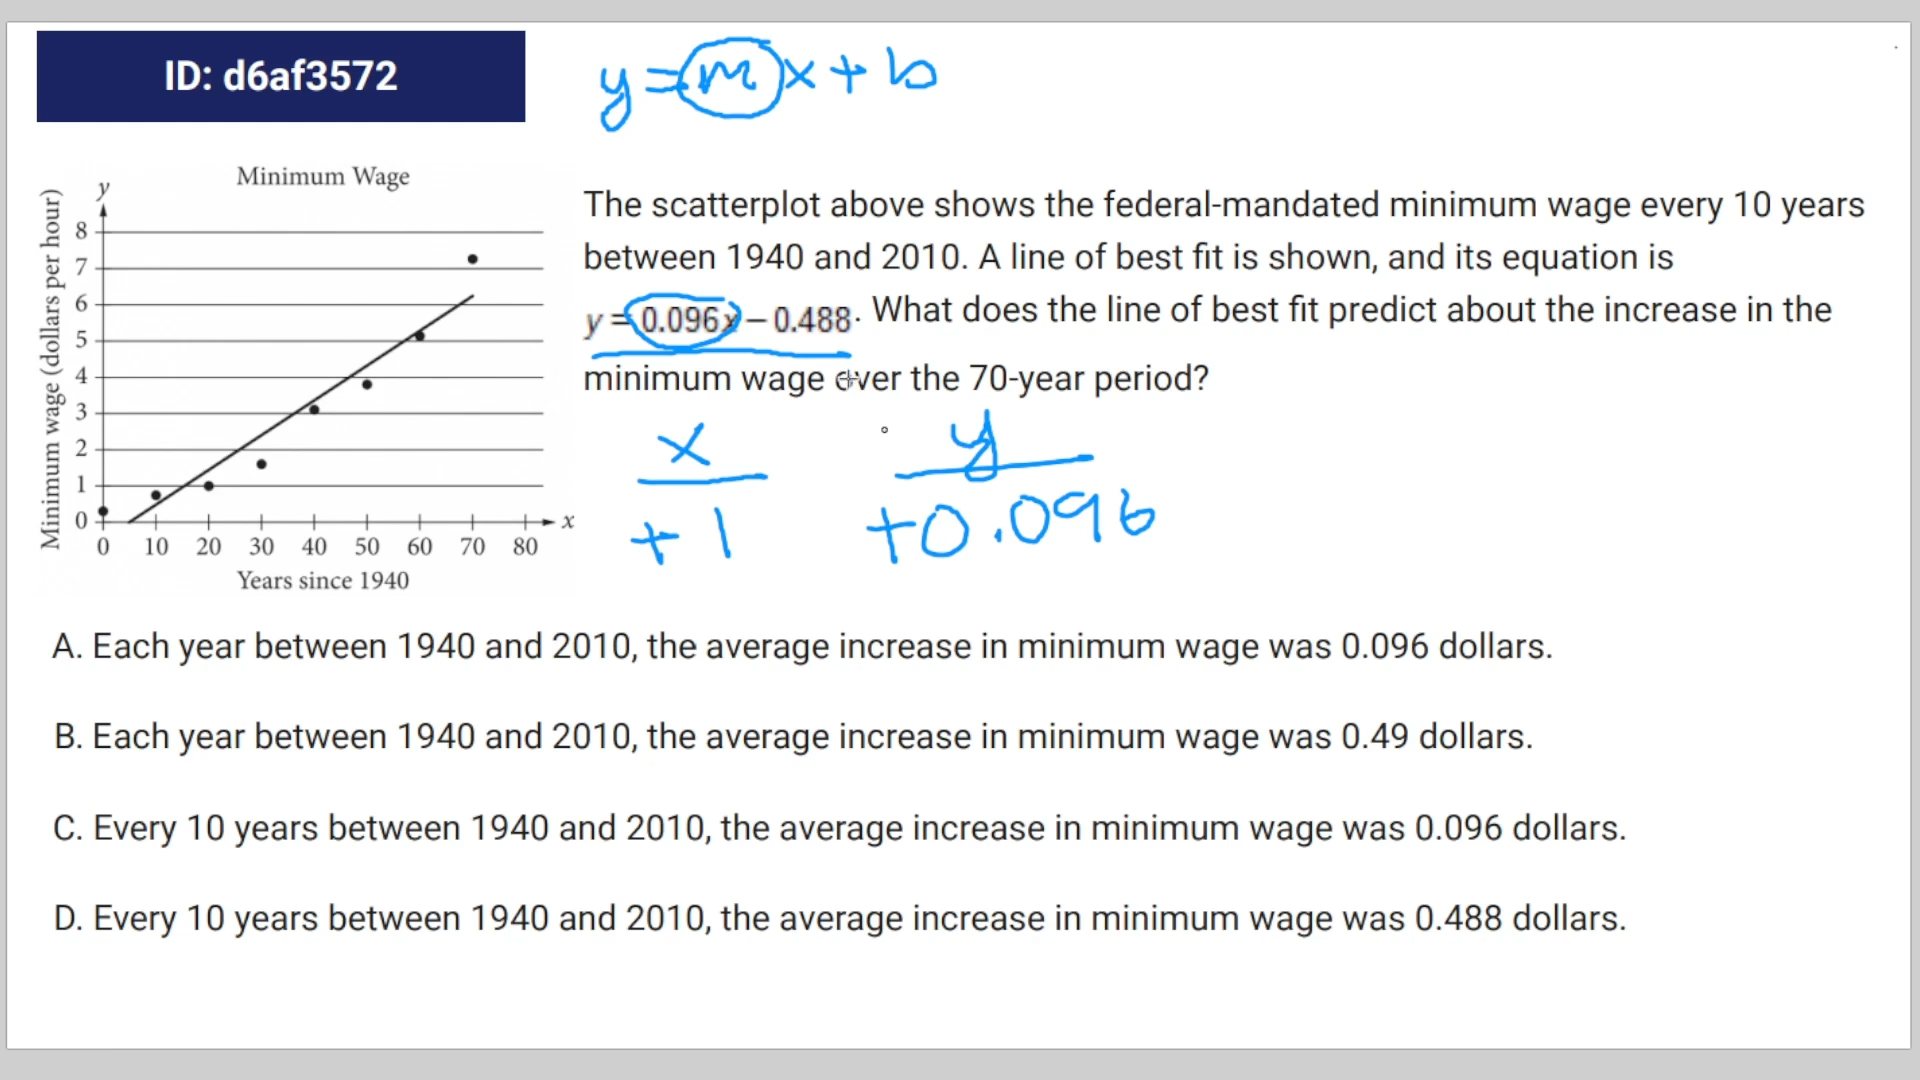 ID: d6af3572
y = mx + b
Minimum Wage
y
Minimum wage (dollars per hour)
8
7
6
5
4
3
2
1
0
x
0 10 20 30 40 50 60 70 80
Years since 1940
The scatterplot above shows the federal-mandated minimum wage every 10 years
between 1940 and 2010. A line of best fit is shown, and its equation is
y = 0.096x – 0.488. What does the line of best fit predict about the increase in the
minimum wage over the 70-year period?
x y
+1 +0.096
A. Each year between 1940 and 2010, the average increase in minimum wage was 0.096 dollars.
B. Each year between 1940 and 2010, the average increase in minimum wage was 0.49 dollars.
C. Every 10 years between 1940 and 2010, the average increase in minimum wage was 0.096 dollars.
D. Every 10 years between 1940 and 2010, the average increase in minimum wage was 0.488 dollars.